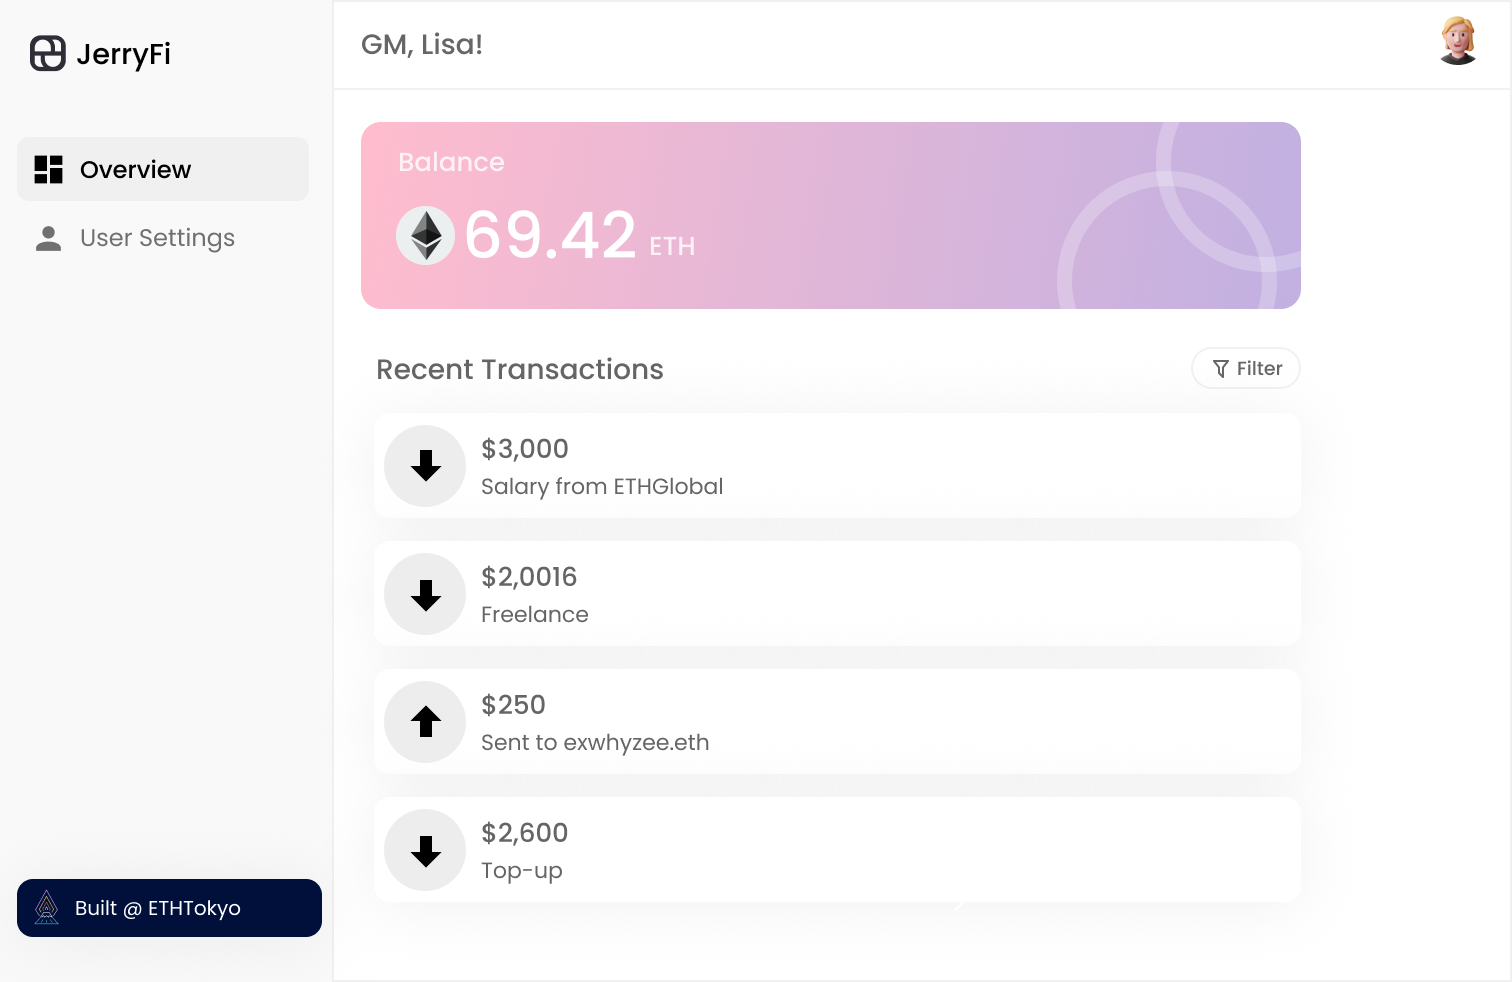 JerryFi
GM, Lisa!
Overview
User Settings
Balance
69.42 ETH
Recent Transactions
Filter
$3,000
Salary from ETHGlobal
$2,0016
Freelance
$250
Sent to exwhyzee.eth
$2,600
Top-up
Built @ ETHTokyo